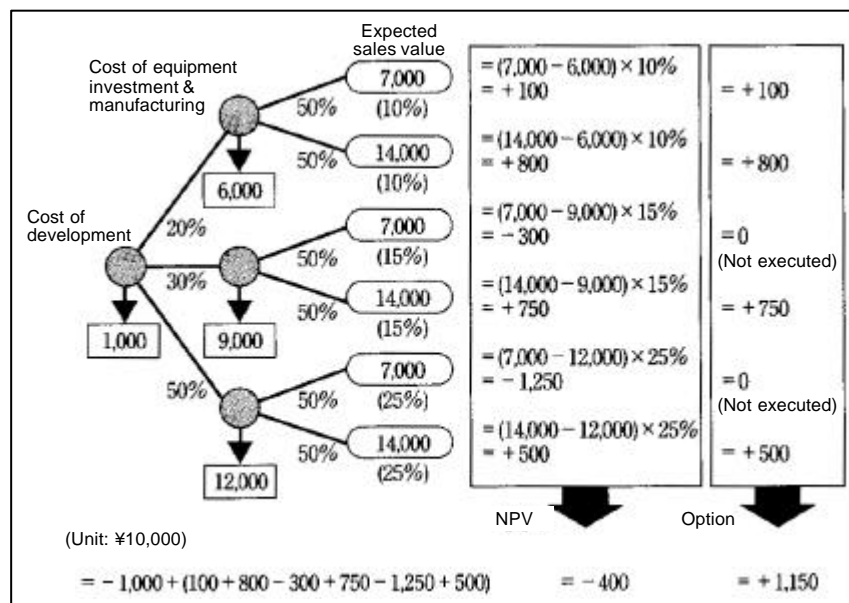 Expected
sales value
Cost of equipment
investment &
manufacturing
7,000
50%
(10%)
50%
14,000
(10%)
6,000
Cost of
development
20%
7,000
50%
(15%)
30%
50%
14,000
(15%)
1,000
9,000
7,000
50%
50%
(25%)
50%
14,000
(25%)
12,000
= (7,000 − 6,000) × 10%
= + 100
= (14,000 − 6,000) × 10%
= + 800
= (7,000 − 9,000) × 15%
= − 300
= (14,000 − 9,000) × 15%
= + 750
= (7,000 − 12,000) × 25%
= − 1,250
= (14,000 − 12,000) × 25%
= + 500
= +100
= +800
=0
(Not executed)
= +750
=0
(Not executed)
= +500
NPV
Option
(Unit: ¥10,000)
= − 1,000 + (100 + 800 − 300 + 750 − 1,250 + 500) = − 400 = + 1,150